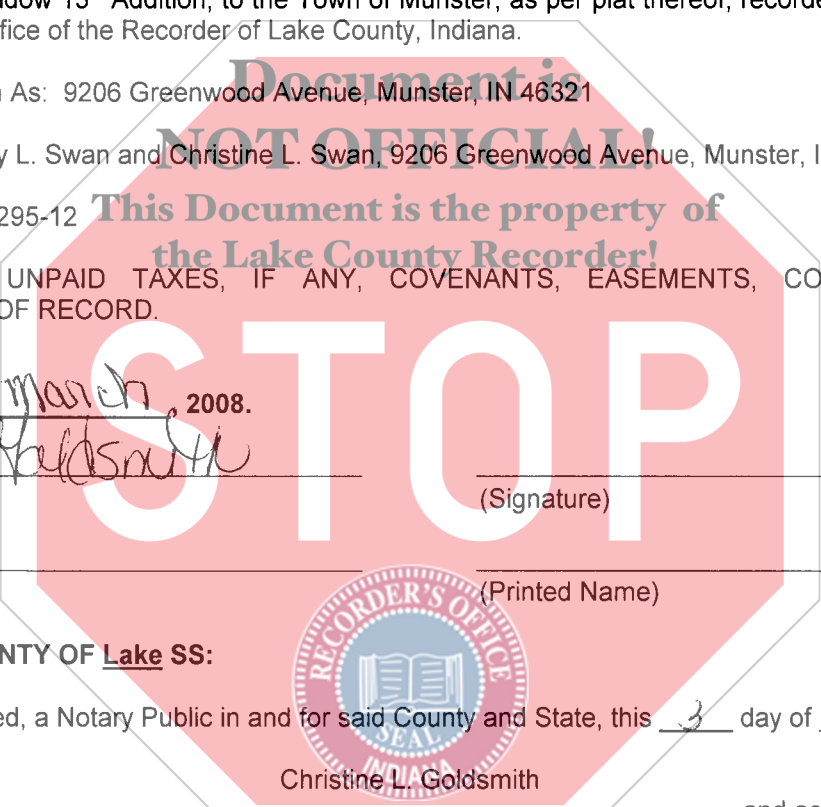 dow 13 Addition, to the Town of Munster, as per plat thereof, recorde
fice of the Recorder of Lake County, Indiana.
Document is
As: 9206 Greenwood Avenue, Munster, IN 46321
NOT OFFICIAL!
L. Swan and Christine L. Swan, 9206 Greenwood Avenue, Munster, I
This Document is the property of
295-12
the Lake County Recorder!
UNPAID TAXES, IF ANY, COVENANTS, EASEMENTS, CO
OF RECORD.
STOP
March, 2008.
Goldsmith
(Signature)
(Printed Name)
RECORDER'S OFFICE
NTY OF Lake SS:
ed, a Notary Public in and for said County and State, this 3 day of
SEAL
INDIANA
Christine L. Goldsmith